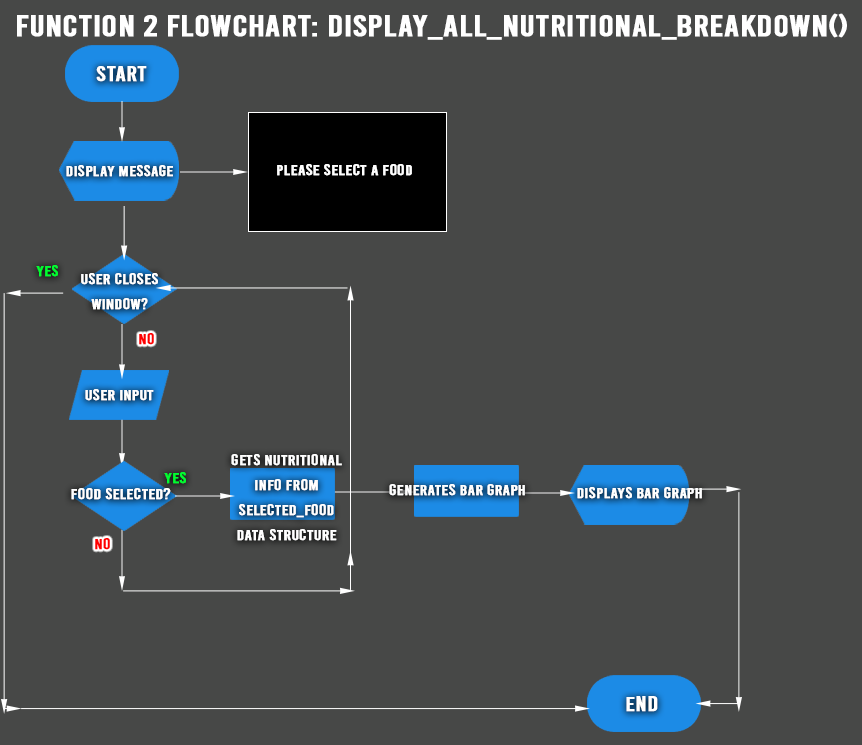 FUNCTION 2 FLOWCHART: DISPLAY_ALL_NUTRITIONAL_BREAKDOWN()
START
DISPLAY MESSAGE
PLEASE SELECT A FOOD
YES
USER CLOSES
WINDOW?
NO
USER INPUT
FOOD SELECTED?
YES
NO
GETS NUTRITIONAL
INFO FROM
SELECTED_FOOD
DATA STRUCTURE
GENERATES BAR GRAPH
DISPLAYS BAR GRAPH
END